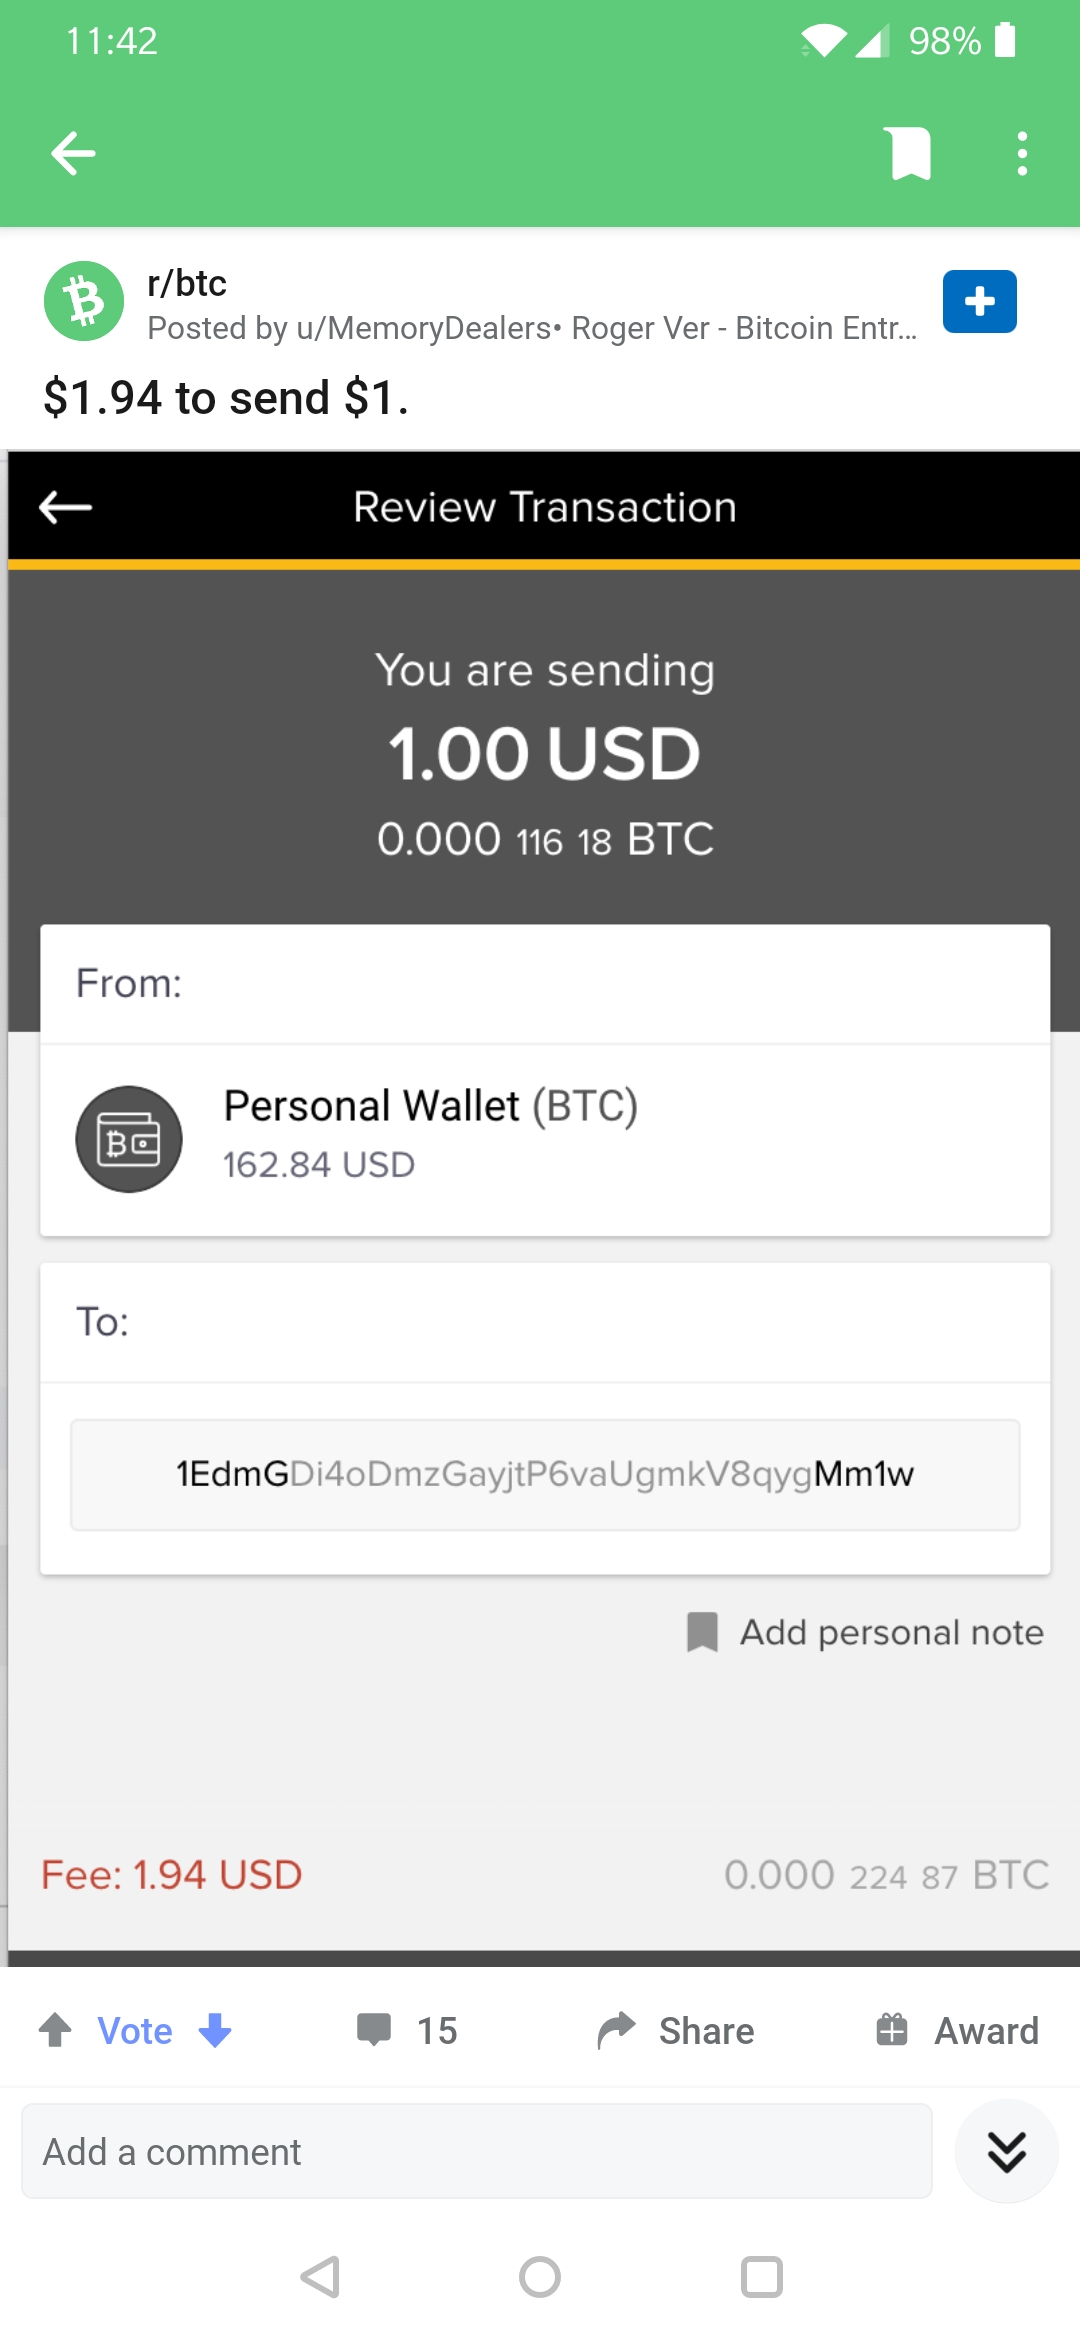 11:42
98%
r/btc
Posted by u/MemoryDealers• Roger Ver - Bitcoin Entr...
$1.94 to send $1.
Review Transaction
You are sending
1.00 USD
0.000 116 18 BTC
From:
Personal Wallet (BTC)
162.84 USD
To:
1EdmGDi4oDmzGayjtP6vaUgmkV8qygMm1w
Add personal note
Fee: 1.94 USD
0.000 224 87 BTC
Vote
15
Share
Award
Add a comment